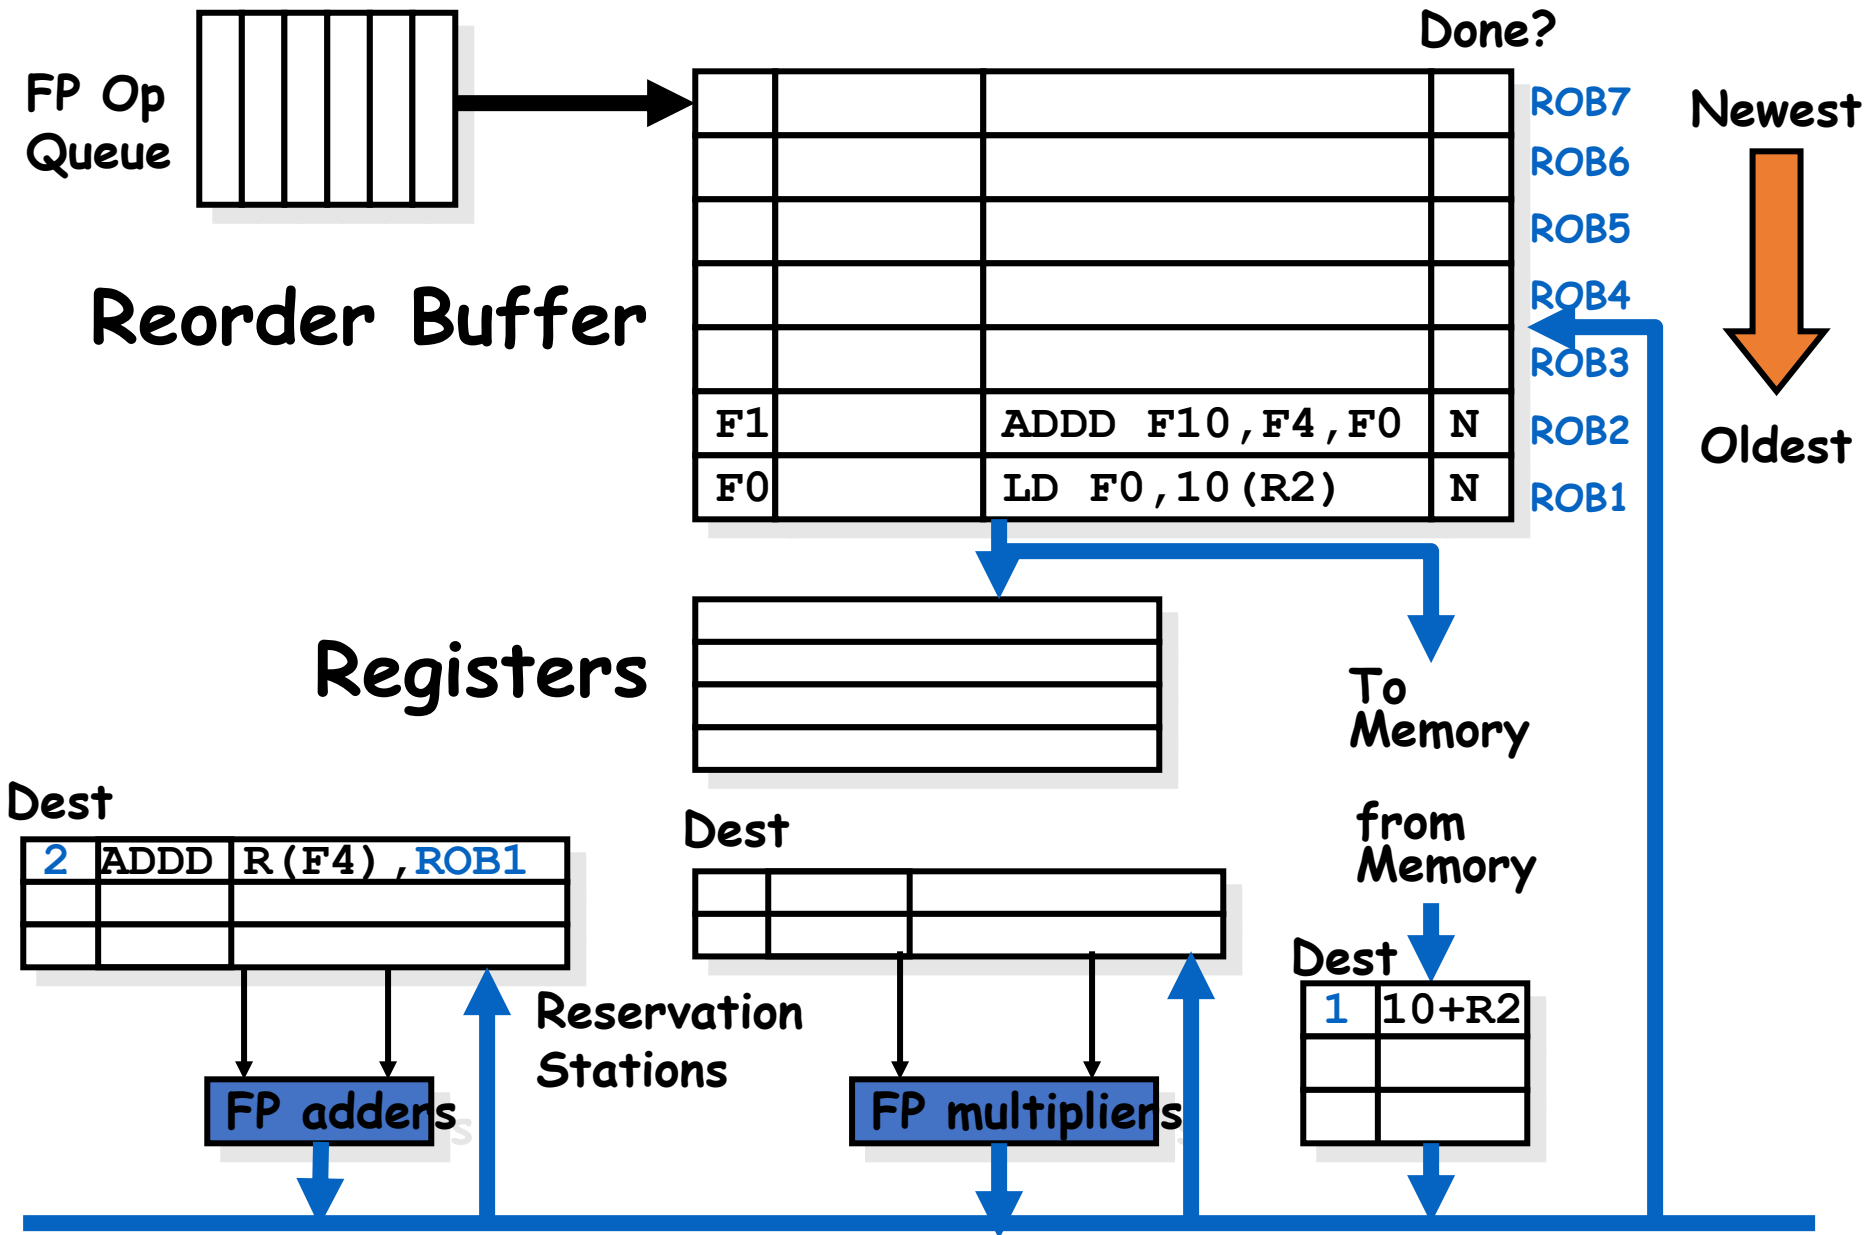 Done?
FP Op
Queue
ROB7
Newest
ROB6
ROB5
Reorder Buffer
ROB4
ROB3
F1 ADDD F10,F4,F0 N ROB2
Oldest
F0 LD F0,10(R2) N ROB1
Registers
To
Memory
Dest
2 ADDD R(F4),ROB1
Dest
from
Memory
Dest
1 10+R2
Reservation
Stations
FP adders
FP multipliers